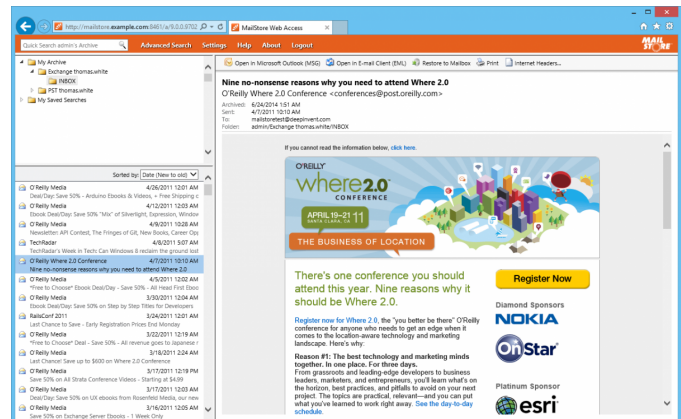 http://mailstore.example.com:8461/a/9.0.0.9702
MailStore Web Access
Quick Search admin's Archive
Advanced Search Settings Help About Logout
MAIL
STORE
My Archive
Exchange thomas.white
INBOX
PST thomas.white
My Saved Searches
Sorted by: Date (New to old)
O'Reilly Media 4/26/2011 12:01 AM
Deal/Day: Save 50% - Arduino Ebooks & Videos, + Free Shipping o
O'Reilly Media 4/12/2011 12:03 AM
Ebook Deal/Day: Save 50% "Mix" of Silverlight, Expression, Window
O'Reilly Media 4/9/2011 10:28 AM
Newsletter: API Contest, The Fringes of Git, New Books, Career Op
TechRadar 4/8/2011 5:07 AM
TechRadar's Week in Tech: Can Windows 8 reclaim the ground lost
O'Reilly Where 2.0 Conference 4/7/2011 10:10 AM
Nine no-nonsense reasons why you need to attend Where 2.0
O'Reilly Media 4/5/2011 12:02 AM
*Free to Choose* Ebook Deal/Day - Save 50% - All Head First Eboo
O'Reilly Media 3/30/2011 12:04 AM
Ebook Deal/Day: Save 50% on Step by Step Titles for Developers
RailsConf 2011 3/24/2011 12:01 AM
Last Chance to Save - Early Registration Prices End Monday
O'Reilly Media 3/22/2011 12:19 AM
*Free to Choose* Deal - Save 50% - All revenue goes to Japanese r
O'Reilly Media 3/18/2011 2:24 AM
Last Chance! Save up to $600 on Where 2.0 Conference
O'Reilly Media 3/17/2011 12:19 PM
Save 50% on All Strata Conference Videos - Starting at $4.99
O'Reilly Media 3/17/2011 12:03 AM
Deal/Day: Save 50% on UX ebooks from Rosenfeld Media, our new
O'Reilly Media 3/16/2011 12:05 AM
Save 50% on Exchange Server Ebooks - 1 Week Only
Open in Microsoft Outlook (MSG) Open in E-mail Client (EML) Restore to Mailbox Print Internet Headers...
Nine no-nonsense reasons why you need to attend Where 2.0
O'Reilly Where 2.0 Conference <conferences@post.oreilly.com>
Archived: 6/24/2014 1:51 AM
Sent: 4/7/2011 10:10 AM
To: mailstoretest@deepinvent.com
Folder: admin/Exchange thomas.white/INBOX
If you cannot read the information below, click here.
O'REILLY
where2.0
CONFERENCE
APRIL 19-21 11
SANTA CLARA, CA
THE BUSINESS OF LOCATION
There's one conference you should
attend this year. Nine reasons why it
should be Where 2.0.
Register now for Where 2.0, the "you better be there" O'Reilly
conference for anyone who needs to get an edge when it
comes to the location-aware technology and marketing
landscape. Here's why:
Reason #1: The best technology and marketing minds
together. In one place. For three days.
From grassroots and leading-edge developers to business
leaders, marketers, and entrepreneurs, you'll learn what's on
the horizon, best practices, and pitfalls to avoid on your next
project. The topics are practical, relevant—and you can put
what you've learned to work right away. See the day-to-day
schedule.
Register Now
Diamond Sponsors
NOKIA
OnStar
Platinum Sponsor
esri